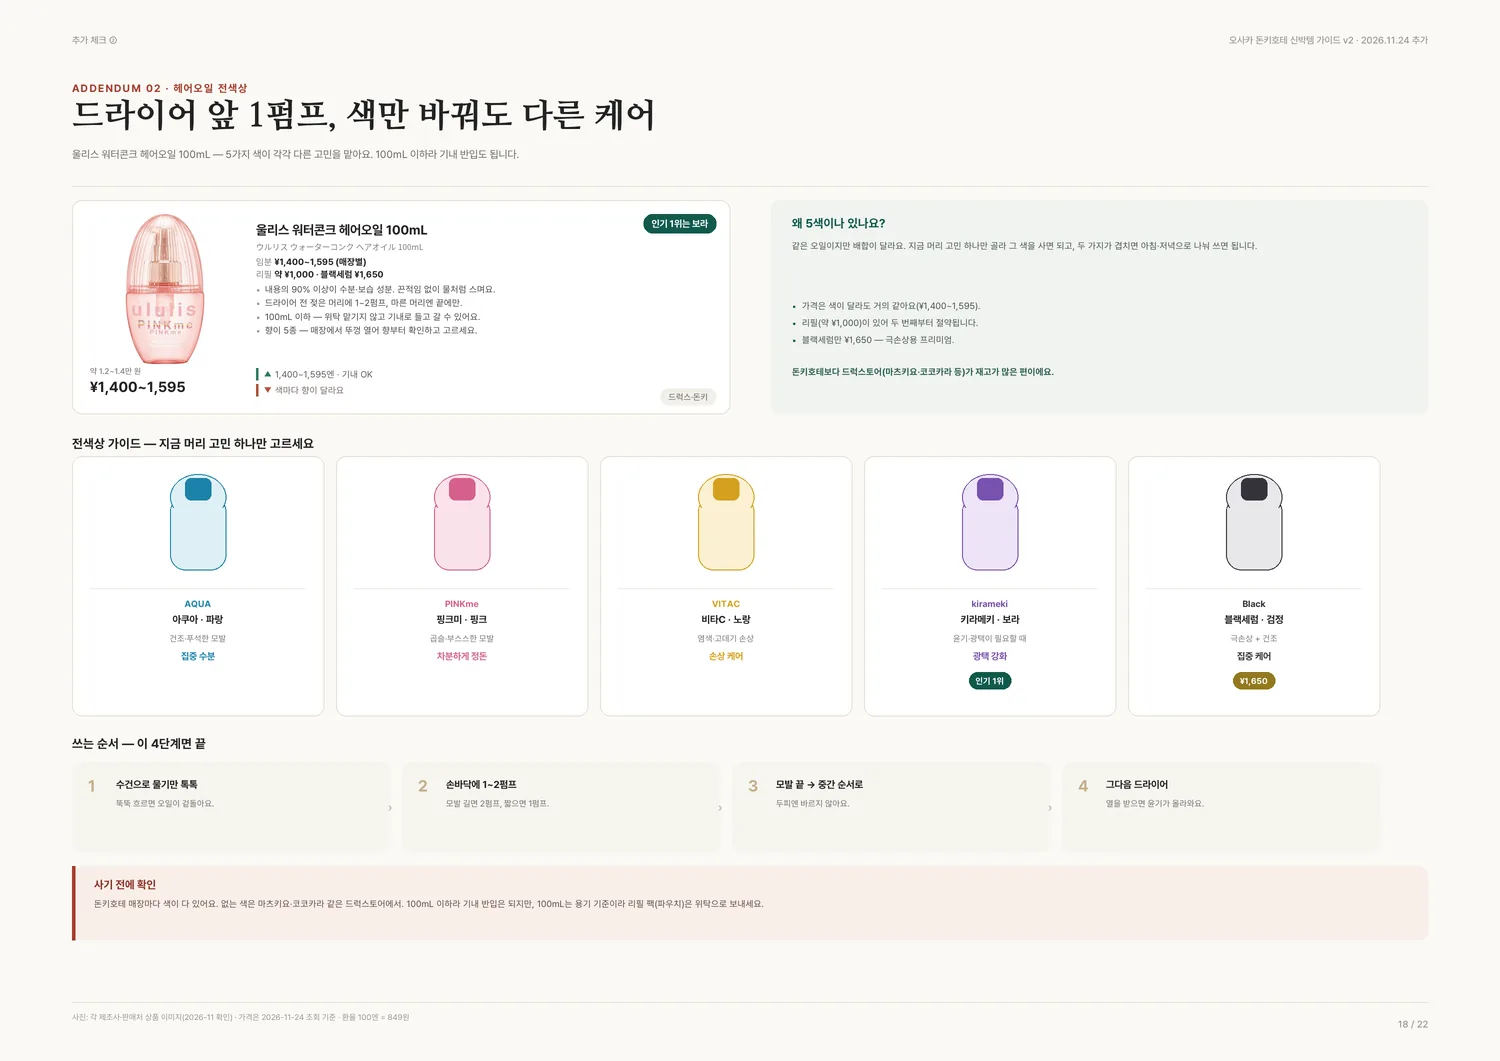 추가 체크 ②
오사카 돈키호테 신박템 가이드 v2 · 2026.11.24 추가
ADDENDUM 02 · 헤어오일 전색상
드라이어 앞 1펌프, 색만 바꿔도 다른 케어
울리스 워터콘크 헤어오일 100mL — 5가지 색이 각각 다른 고민을 맡아요. 100mL 이하라 기내 반입도 됩니다.
ululis
PINKme
PINKme
약 1.2~1.4만 원
¥1,400~1,595
울리스 워터콘크 헤어오일 100mL
인기 1위는 보라
ウルリス ウォーターコンク ヘアオイル 100mL
임분 ¥1,400~1,595 (매장별)
리필 약 ¥1,000 · 블랙세럼 ¥1,650
• 내용의 90% 이상이 수분·보습 성분. 끈적임 없이 물처럼 스며요.
• 드라이어 전 젖은 머리에 1~2펌프, 마른 머리엔 끝에만.
• 100mL 이하 — 위탁 맡기지 않고 기내로 들고 갈 수 있어요.
• 향이 5종 — 매장에서 뚜껑 열어 향부터 확인하고 고르세요.
▲ 1,400~1,595엔 · 기내 OK
▼ 색마다 향이 달라요
드럭스·돈키
왜 5색이나 있나요?
같은 오일이지만 배합이 달라요. 지금 머리 고민 하나만 골라 그 색을 사면 되고, 두 가지가 겹치면 아침·저녁으로 나눠 쓰면 됩니다.
• 가격은 색이 달라도 거의 같아요(¥1,400~1,595).
• 리필(약 ¥1,000)이 있어 두 번째부터 절약됩니다.
• 블랙세럼만 ¥1,650 — 극손상용 프리미엄.
돈키호테보다 드럭스토어(마츠키요·코코카라 등)가 재고가 많은 편이에요.
전색상 가이드 — 지금 머리 고민 하나만 고르세요
AQUA
아쿠아 · 파랑
건조·푸석한 모발
집중 수분
PINKme
핑크미 · 핑크
곱슬·부스스한 모발
차분하게 정돈
VITAC
비타C · 노랑
염색·고데기 손상
손상 케어
kirameki
키라메키 · 보라
윤기·광택이 필요할 때
광택 강화
인기 1위
Black
블랙세럼 · 검정
극손상 + 건조
집중 케어
¥1,650
쓰는 순서 — 이 4단계면 끝
1 수건으로 물기만 톡톡
뚝뚝 흐르면 오일이 겉돌아요.
›
2 손바닥에 1~2펌프
모발 길면 2펌프, 짧으면 1펌프.
›
3 모발 끝 → 중간 순서로
두피엔 바르지 않아요.
›
4 그다음 드라이어
열을 받으면 윤기가 올라와요.
사기 전에 확인
돈키호테 매장마다 색이 다 있어요. 없는 색은 마츠키요·코코카라 같은 드럭스토어에서. 100mL 이하라 기내 반입은 되지만, 100mL는 용기 기준이라 리필 팩(파우치)은 위탁으로 보내세요.
사진: 각 제조사·판매처 상품 이미지(2026-11 확인) · 가격은 2026-11-24 조회 기준 · 환율 100엔 = 849원
18 / 22